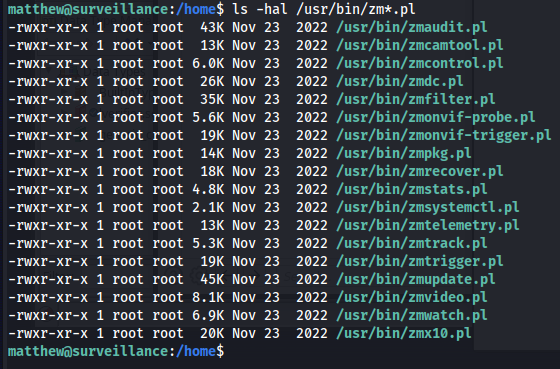 matthew@surveillance:/home$ ls -hal /usr/bin/zm*.pl
-rwxr-xr-x 1 root root  43K Nov 23  2022 /usr/bin/zmaudit.pl
-rwxr-xr-x 1 root root  13K Nov 23  2022 /usr/bin/zmcamtool.pl
-rwxr-xr-x 1 root root 6.0K Nov 23  2022 /usr/bin/zmcontrol.pl
-rwxr-xr-x 1 root root  26K Nov 23  2022 /usr/bin/zmdc.pl
-rwxr-xr-x 1 root root  35K Nov 23  2022 /usr/bin/zmfilter.pl
-rwxr-xr-x 1 root root 5.6K Nov 23  2022 /usr/bin/zmonvif-probe.pl
-rwxr-xr-x 1 root root  19K Nov 23  2022 /usr/bin/zmonvif-trigger.pl
-rwxr-xr-x 1 root root  14K Nov 23  2022 /usr/bin/zmpkg.pl
-rwxr-xr-x 1 root root  18K Nov 23  2022 /usr/bin/zmrecover.pl
-rwxr-xr-x 1 root root 4.8K Nov 23  2022 /usr/bin/zmstats.pl
-rwxr-xr-x 1 root root 2.1K Nov 23  2022 /usr/bin/zmsystemctl.pl
-rwxr-xr-x 1 root root  13K Nov 23  2022 /usr/bin/zmtelemetry.pl
-rwxr-xr-x 1 root root 5.3K Nov 23  2022 /usr/bin/zmtrack.pl
-rwxr-xr-x 1 root root  19K Nov 23  2022 /usr/bin/zmtrigger.pl
-rwxr-xr-x 1 root root  45K Nov 23  2022 /usr/bin/zmupdate.pl
-rwxr-xr-x 1 root root 8.1K Nov 23  2022 /usr/bin/zmvideo.pl
-rwxr-xr-x 1 root root 6.9K Nov 23  2022 /usr/bin/zmwatch.pl
-rwxr-xr-x 1 root root  20K Nov 23  2022 /usr/bin/zmx10.pl
matthew@surveillance:/home$